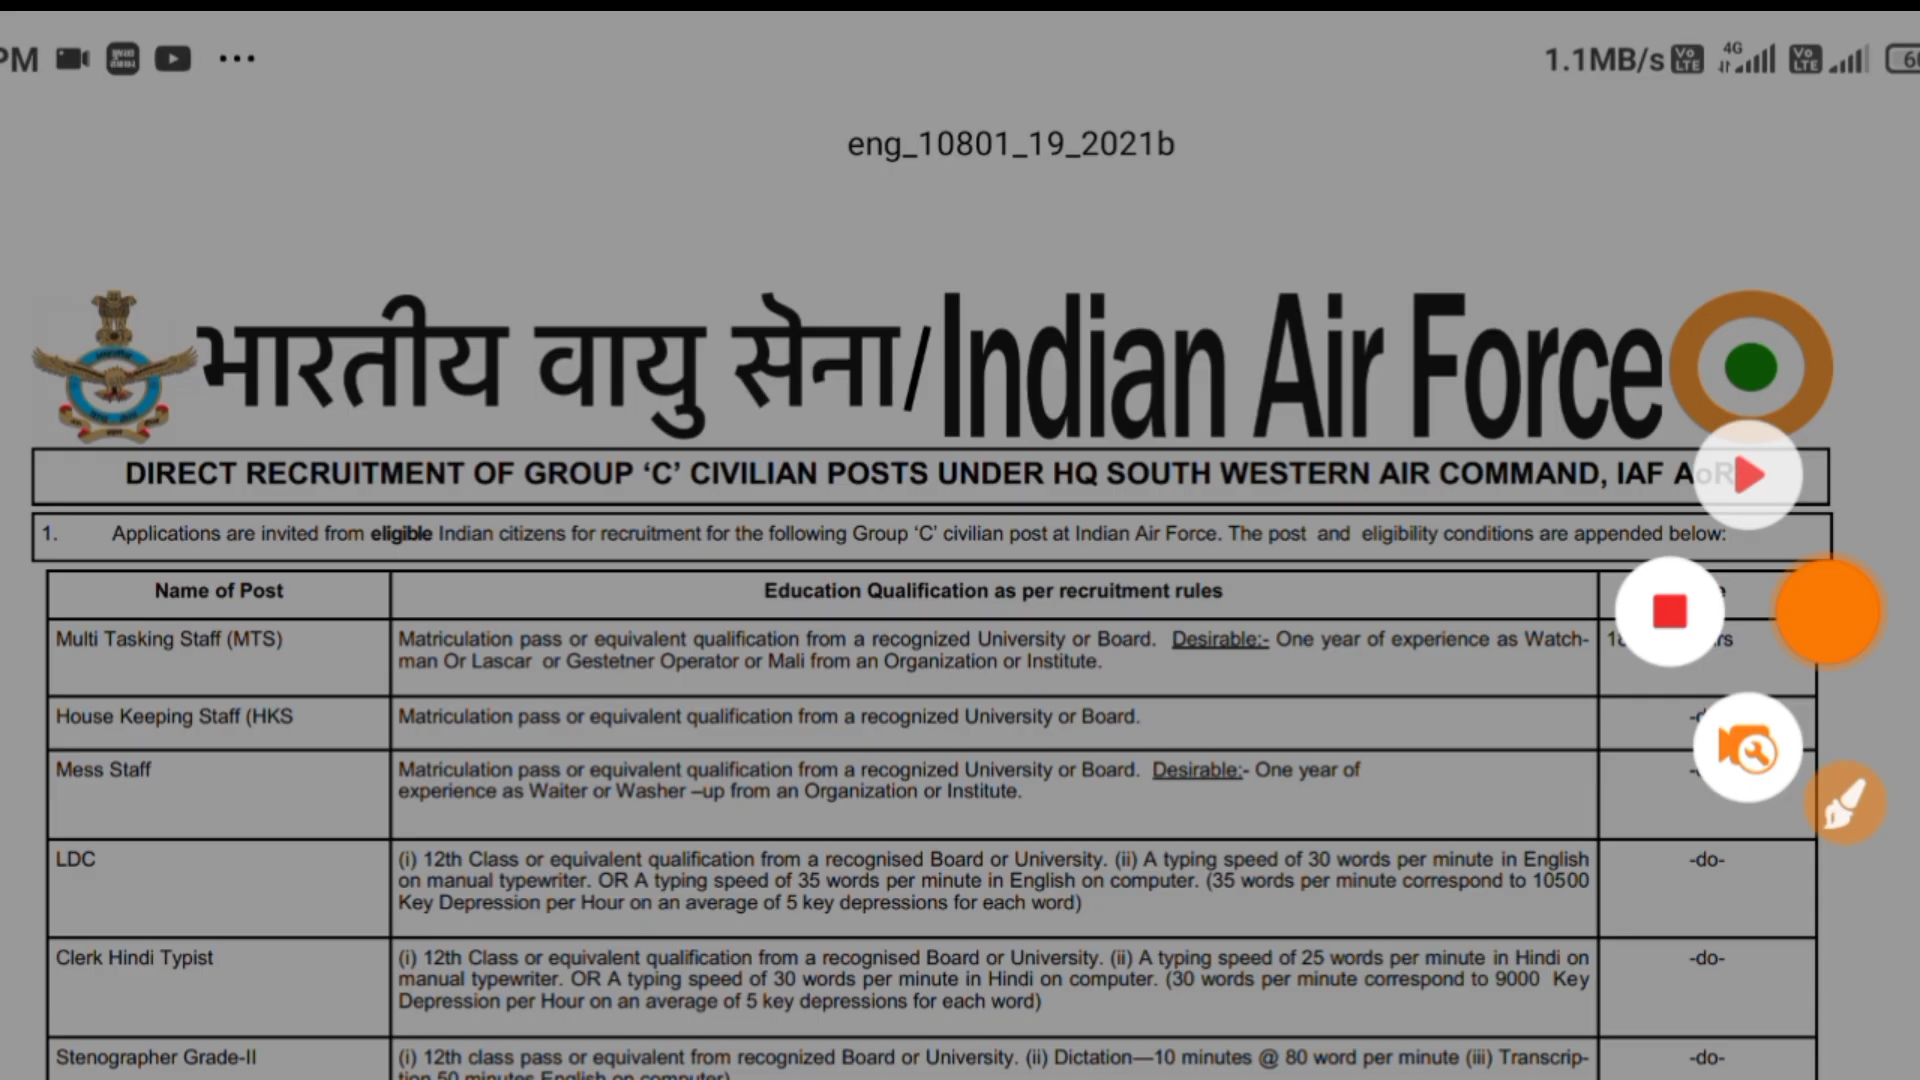 PM
1.1MB/s Vo LTE 4G Vo LTE
eng_10801_19_2021b
भारतीय वायु सेना/Indian Air Force
DIRECT RECRUITMENT OF GROUP ‘C’ CIVILIAN POSTS UNDER HQ SOUTH WESTERN AIR COMMAND, IAF AoR
1. Applications are invited from eligible Indian citizens for recruitment for the following Group ‘C’ civilian post at Indian Air Force. The post and eligibility conditions are appended below:
Name of Post Education Qualification as per recruitment rules
Multi Tasking Staff (MTS) Matriculation pass or equivalent qualification from a recognized University or Board. Desirable:- One year of experience as Watch-
man Or Lascar or Gestetner Operator or Mali from an Organization or Institute.
House Keeping Staff (HKS Matriculation pass or equivalent qualification from a recognized University or Board.
Mess Staff Matriculation pass or equivalent qualification from a recognized University or Board. Desirable:- One year of
experience as Waiter or Washer –up from an Organization or Institute.
LDC (i) 12th Class or equivalent qualification from a recognised Board or University. (ii) A typing speed of 30 words per minute in English -do-
on manual typewriter. OR A typing speed of 35 words per minute in English on computer. (35 words per minute correspond to 10500
Key Depression per Hour on an average of 5 key depressions for each word)
Clerk Hindi Typist (i) 12th Class or equivalent qualification from a recognised Board or University. (ii) A typing speed of 25 words per minute in Hindi on -do-
manual typewriter. OR A typing speed of 30 words per minute in Hindi on computer. (30 words per minute correspond to 9000 Key
Depression per Hour on an average of 5 key depressions for each word)
Stenographer Grade-II (i) 12th class pass or equivalent from recognized Board or University. (ii) Dictation—10 minutes @ 80 word per minute (iii) Transcrip- -do-
tion 50 minutes English on computer)